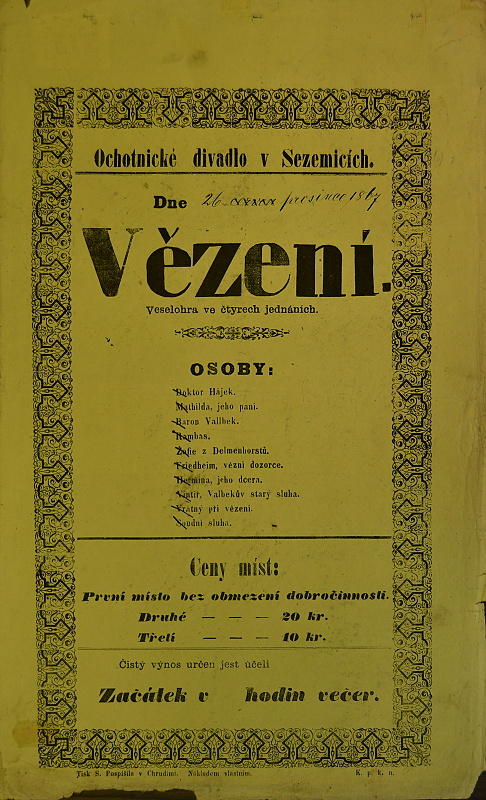 Ochotnické divadlo v Sezemicích.
Dne 26 prosince 1867
Vězení.
Veselohra ve čtyrech jednáních.
OSOBY:
Doktor Hájek.
Mathilda, jeho paní.
Baron Vallbek.
Rambas.
Žofie z Delmenhorstů.
Friedheim, vězni dozorce.
Hermina, jeho dcera.
Valbekův starý sluha.
Vrátný při vězení.
Soudní sluha.
Ceny míst:
První místo bez obmezení dobročinnosti.
Druhé — — — 20 kr.
Třetí — — — 10 kr.
Čistý výnos určen jest účeli
Začátek v hodin večer.
Tisk S. Pospíšila v Chrudimi. Nákladem vlastním. K. p. k. n.